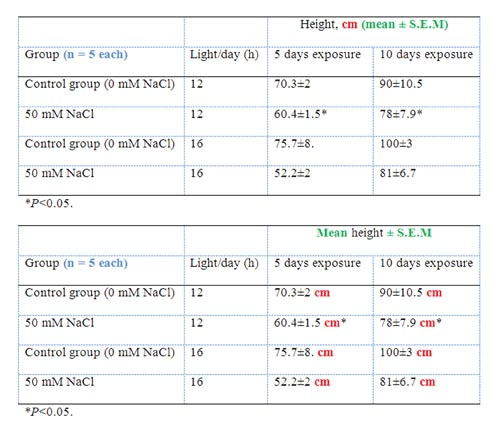 Height, cm (mean ± S.E.M)
Group (n = 5 each) Light/day (h) 5 days exposure 10 days exposure
Control group (0 mM NaCl) 12 70.3±2 90±10.5
50 mM NaCl 12 60.4±1.5* 78±7.9*
Control group (0 mM NaCl) 16 75.7±8. 100±3
50 mM NaCl 16 52.2±2 81±6.7
*P<0.05.
Mean height ± S.E.M
Group (n = 5 each) Light/day (h) 5 days exposure 10 days exposure
Control group (0 mM NaCl) 12 70.3±2 cm 90±10.5 cm
50 mM NaCl 12 60.4±1.5 cm* 78±7.9 cm*
Control group (0 mM NaCl) 16 75.7±8. cm 100±3 cm
50 mM NaCl 16 52.2±2 cm 81±6.7 cm
*P<0.05.